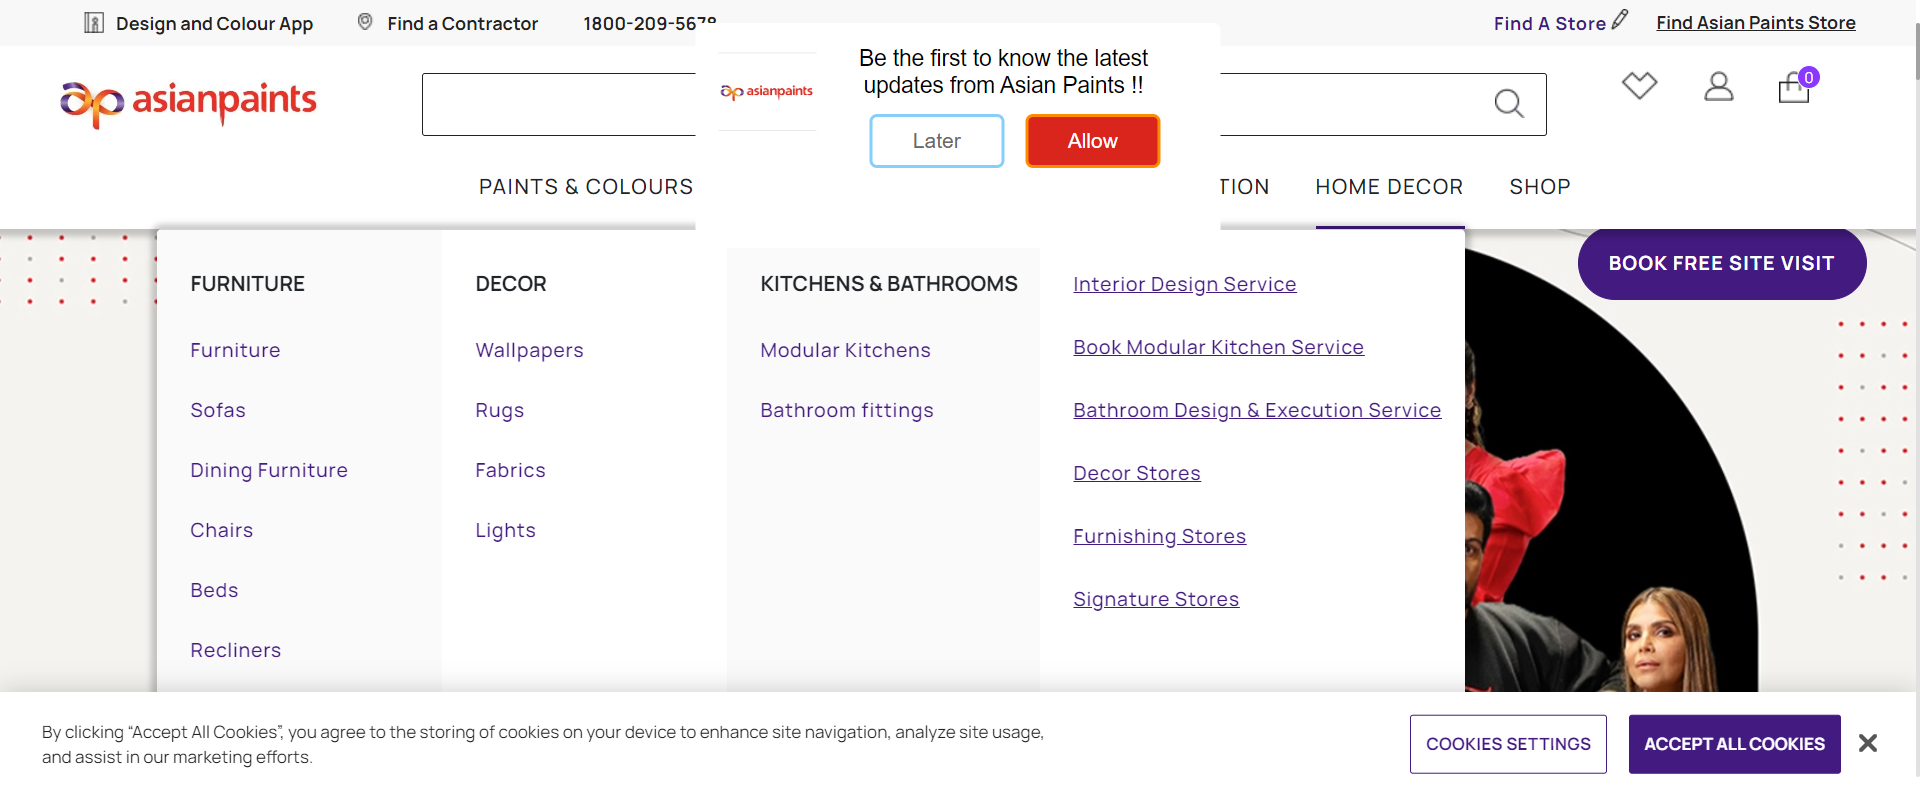 Design and Colour App
Find a Contractor
1800-209-5678
Find A Store
Find Asian Paints Store
asianpaints
asianpaints
Be the first to know the latest
updates from Asian Paints !!
Later
Allow
0
PAINTS & COLOURS
TION
HOME DECOR
SHOP
BOOK FREE SITE VISIT
FURNITURE
Furniture
Sofas
Dining Furniture
Chairs
Beds
Recliners
DECOR
Wallpapers
Rugs
Fabrics
Lights
KITCHENS & BATHROOMS
Modular Kitchens
Bathroom fittings
Interior Design Service
Book Modular Kitchen Service
Bathroom Design & Execution Service
Decor Stores
Furnishing Stores
Signature Stores
By clicking “Accept All Cookies”, you agree to the storing of cookies on your device to enhance site navigation, analyze site usage,
and assist in our marketing efforts.
COOKIES SETTINGS
ACCEPT ALL COOKIES